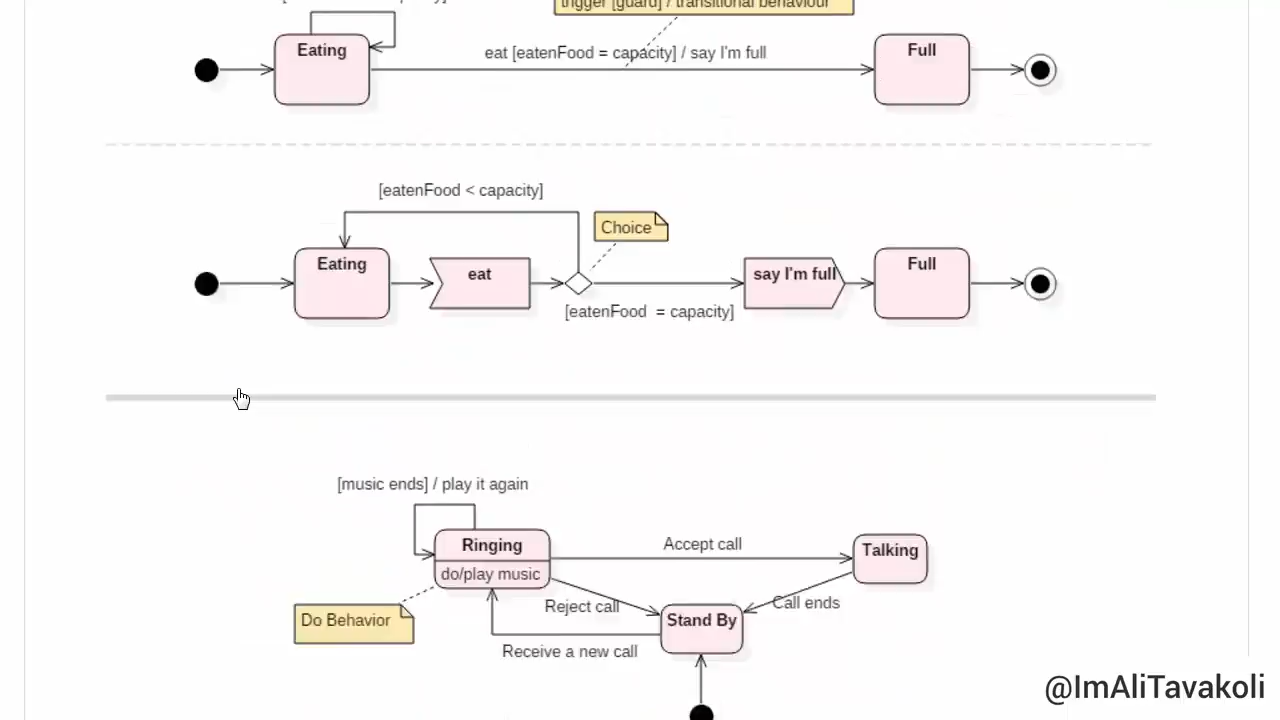 trigger [guard] / transitional behaviour
Eating
eat [eatenFood = capacity] / say I'm full
Full
[eatenFood < capacity]
Choice
Eating
eat
say I'm full
Full
[eatenFood  = capacity]
[music ends] / play it again
Ringing
do/play music
Accept call
Talking
Do Behavior
Reject call
Call ends
Stand By
Receive a new call
@ImAliTavakoli